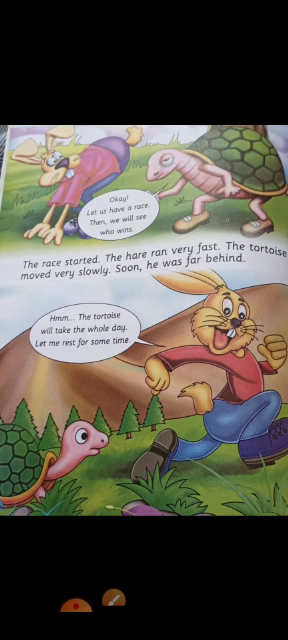 Okay!
Let us have a race.
Then, we will see
who wins.
The race started. The hare ran very fast. The tortoise
moved very slowly. Soon, he was far behind.
Hmm... The tortoise
will take the whole day.
Let me rest for some time.